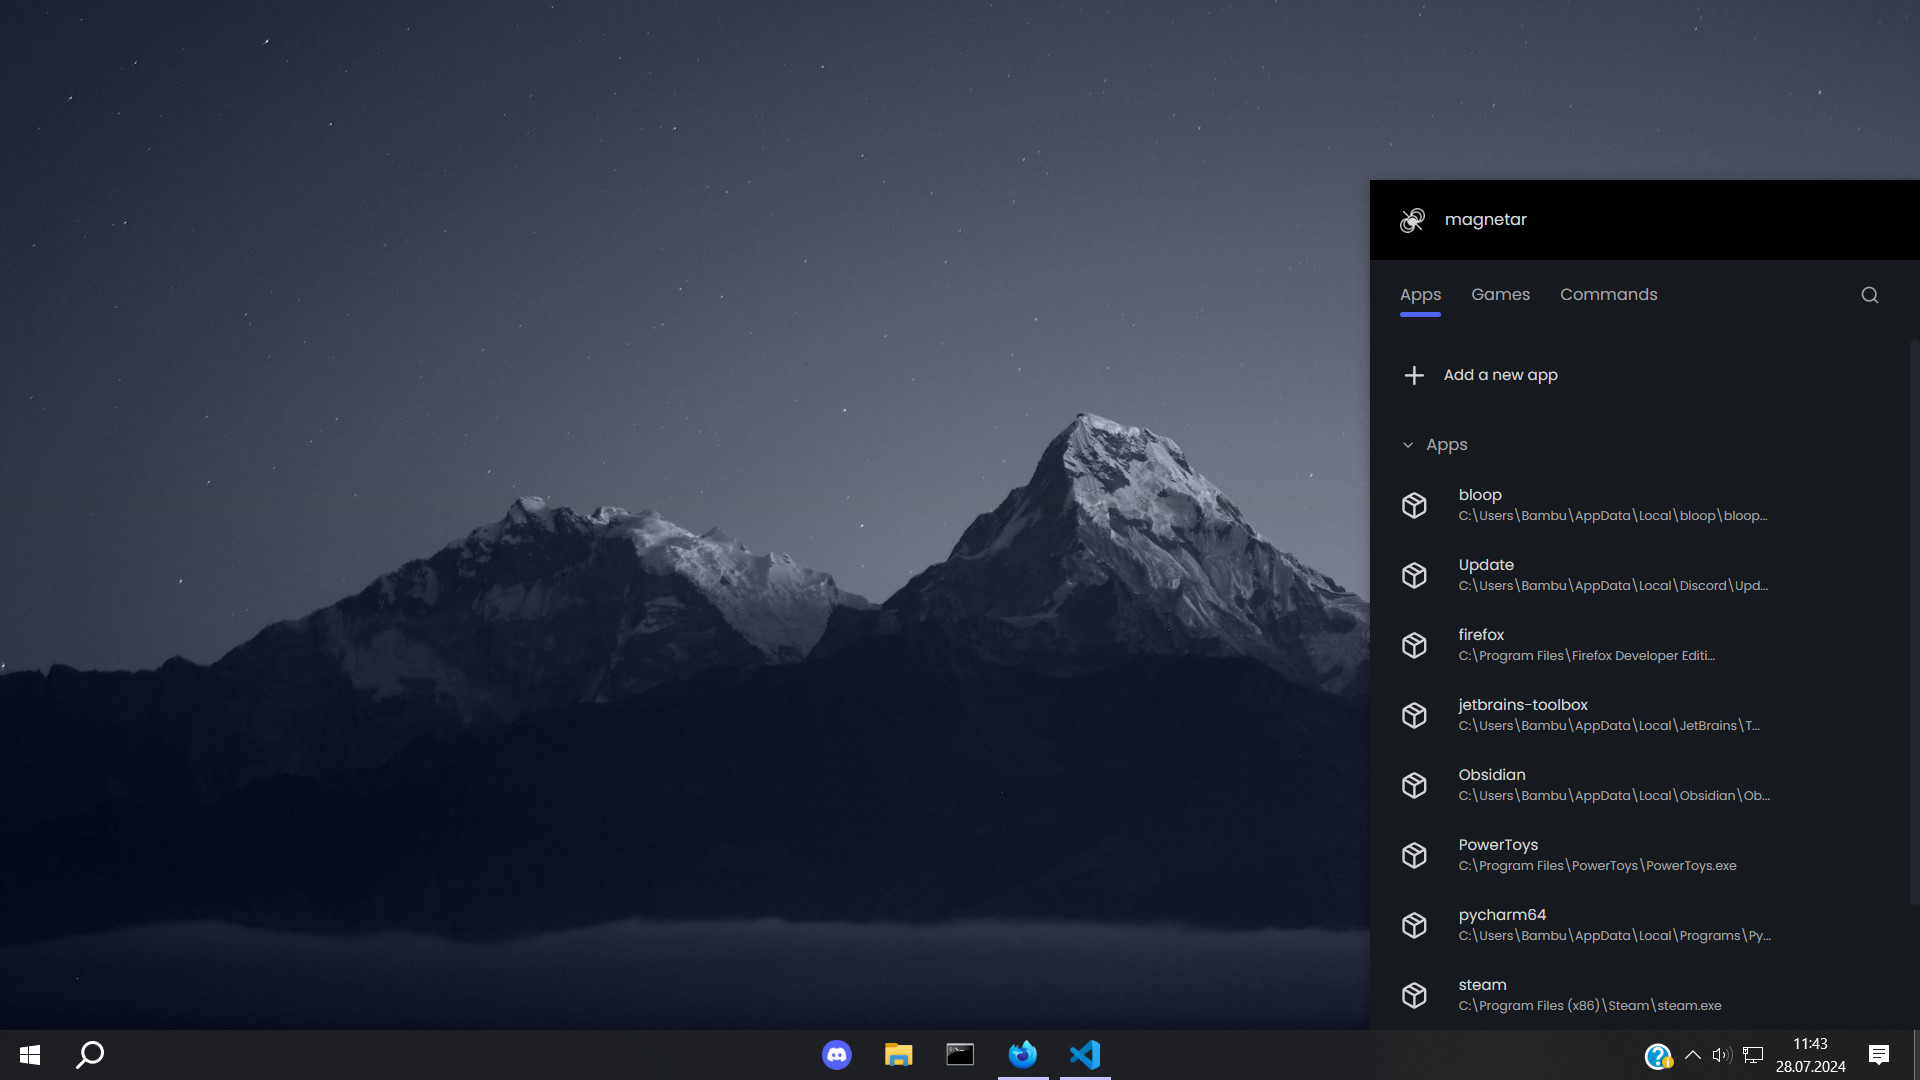 magnetar
Apps Games Commands
Add a new app
Apps
bloop
C:\Users\Bambu\AppData\Local\bloop\bloop...
Update
C:\Users\Bambu\AppData\Local\Discord\Upd...
firefox
C:\Program Files\Firefox Developer Editi...
jetbrains-toolbox
C:\Users\Bambu\AppData\Local\JetBrains\T...
Obsidian
C:\Users\Bambu\AppData\Local\Obsidian\Ob...
PowerToys
C:\Program Files\PowerToys\PowerToys.exe
pycharm64
C:\Users\Bambu\AppData\Local\Programs\Py...
steam
C:\Program Files (x86)\Steam\steam.exe
11:43
28.07.2024